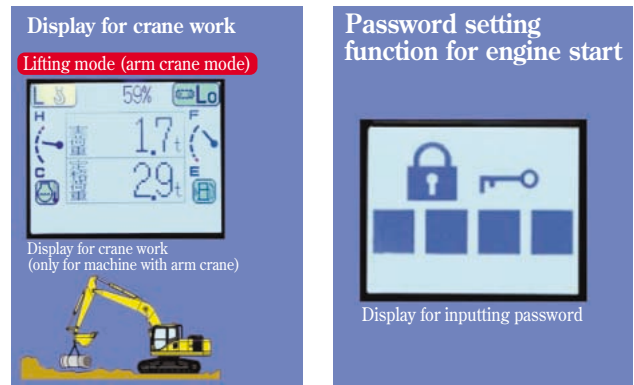 Display for crane work
Lifting mode (arm crane mode)
L 59% Lo
H F
1.7t
2.9t
C E
Display for crane work
(only for machine with arm crane)
Password setting
function for engine start
Display for inputting password